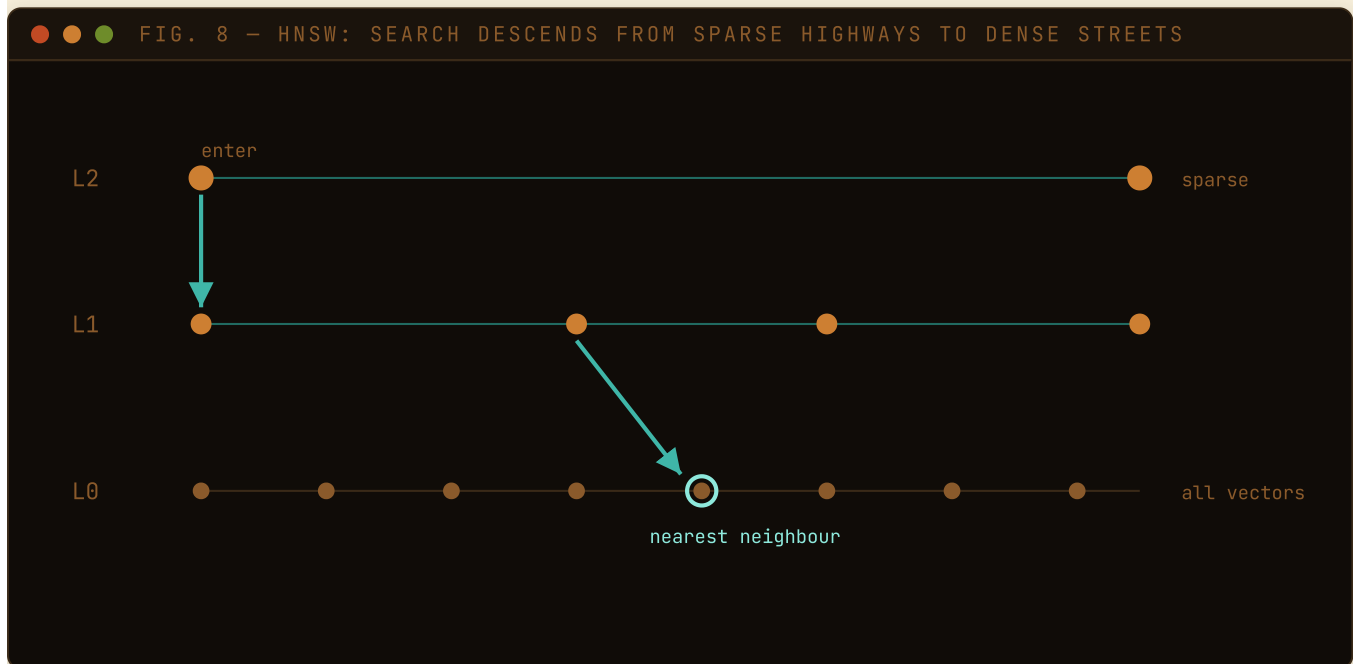 FIG. 8 — HNSW: SEARCH DESCENDS FROM SPARSE HIGHWAYS TO DENSE STREETS
enter
L2
sparse
L1
L0
all vectors
nearest neighbour